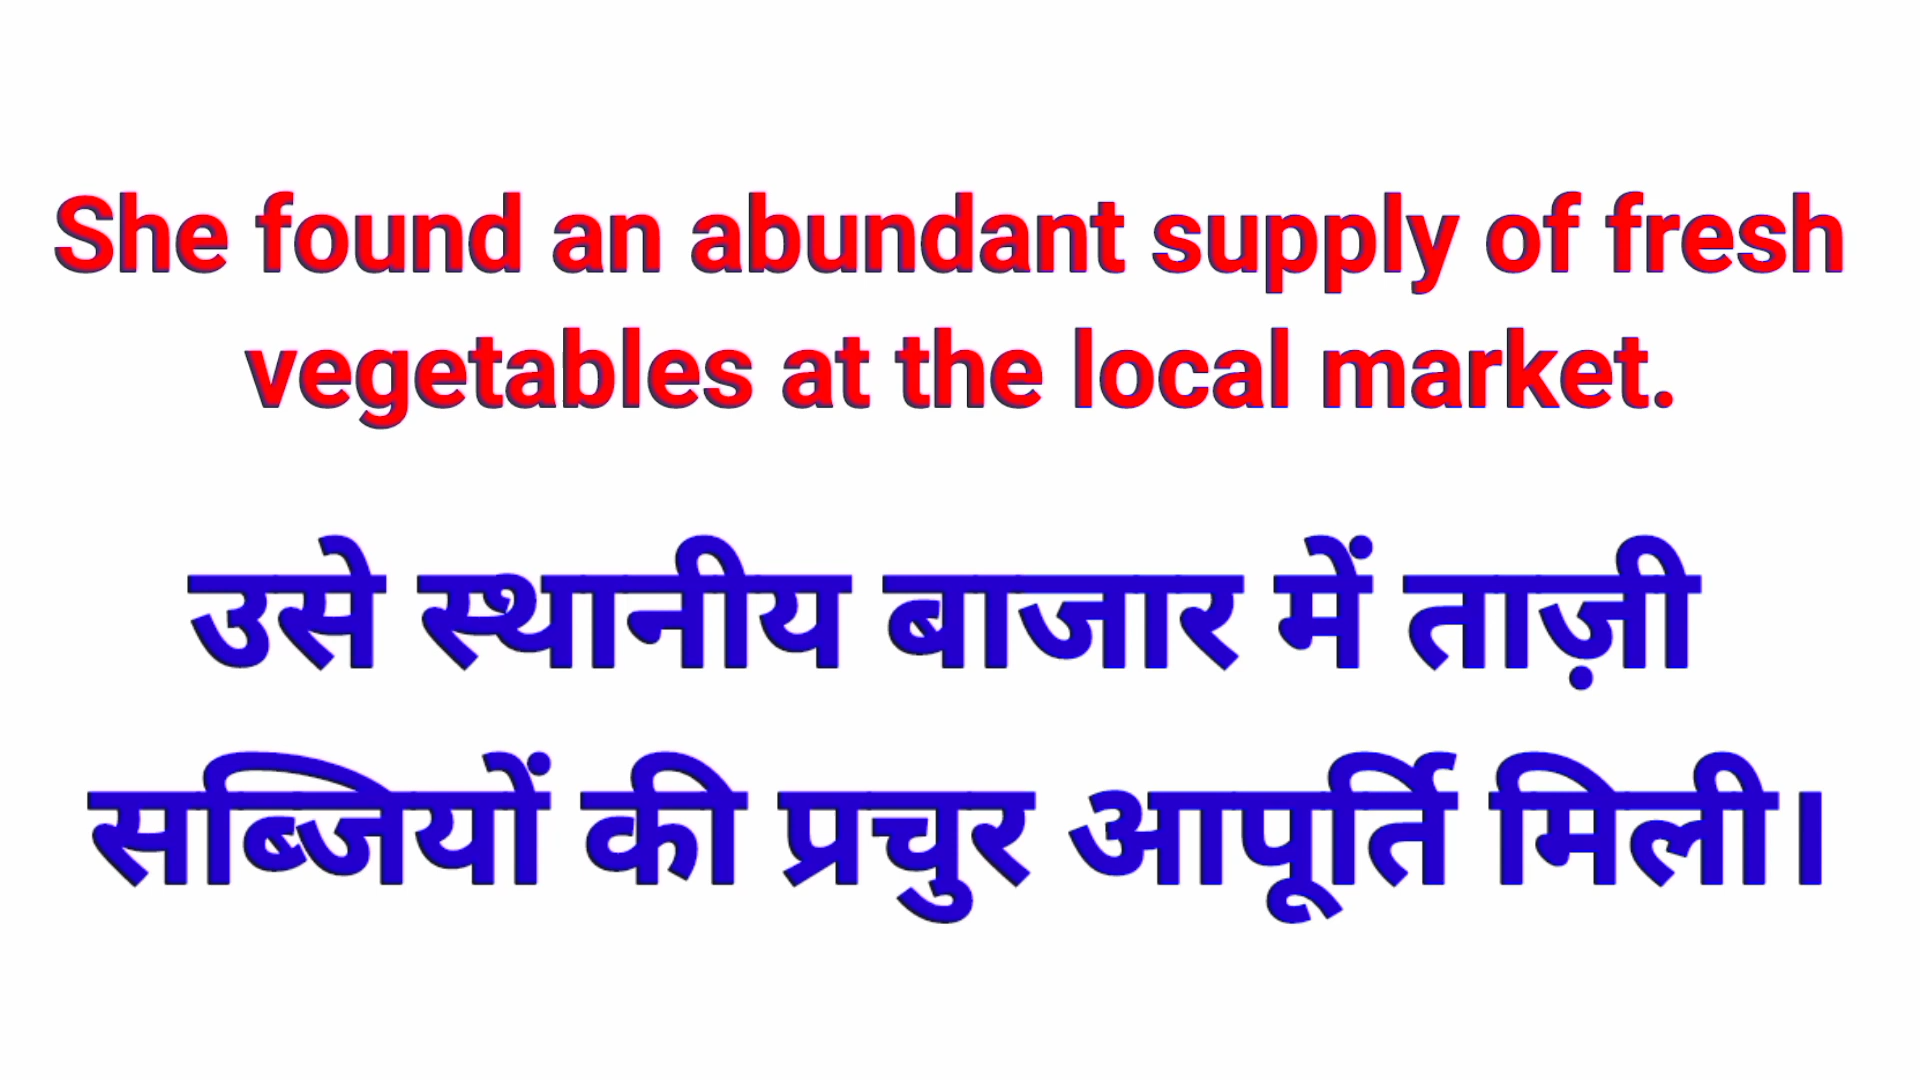 She found an abundant supply of fresh
vegetables at the local market.
उसे स्थानीय बाजार में ताज़ी
सब्जियों की प्रचुर आपूर्ति मिली।